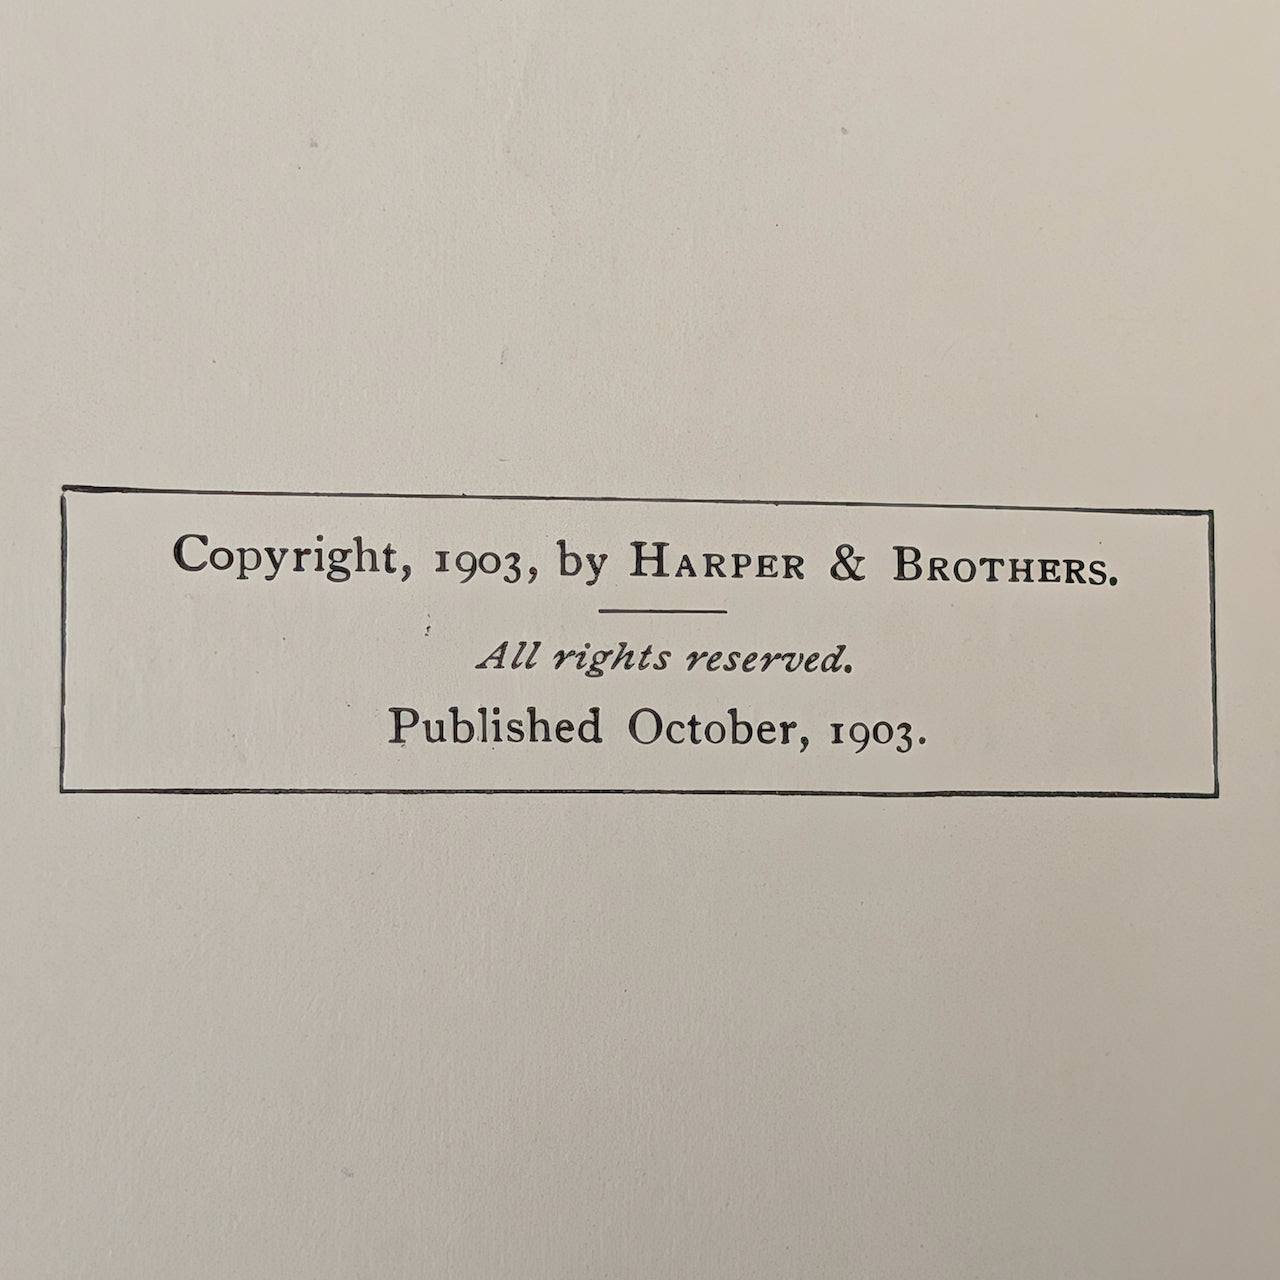 Copyright, 1903, by HARPER & BROTHERS.
All rights reserved.
Published October, 1903.